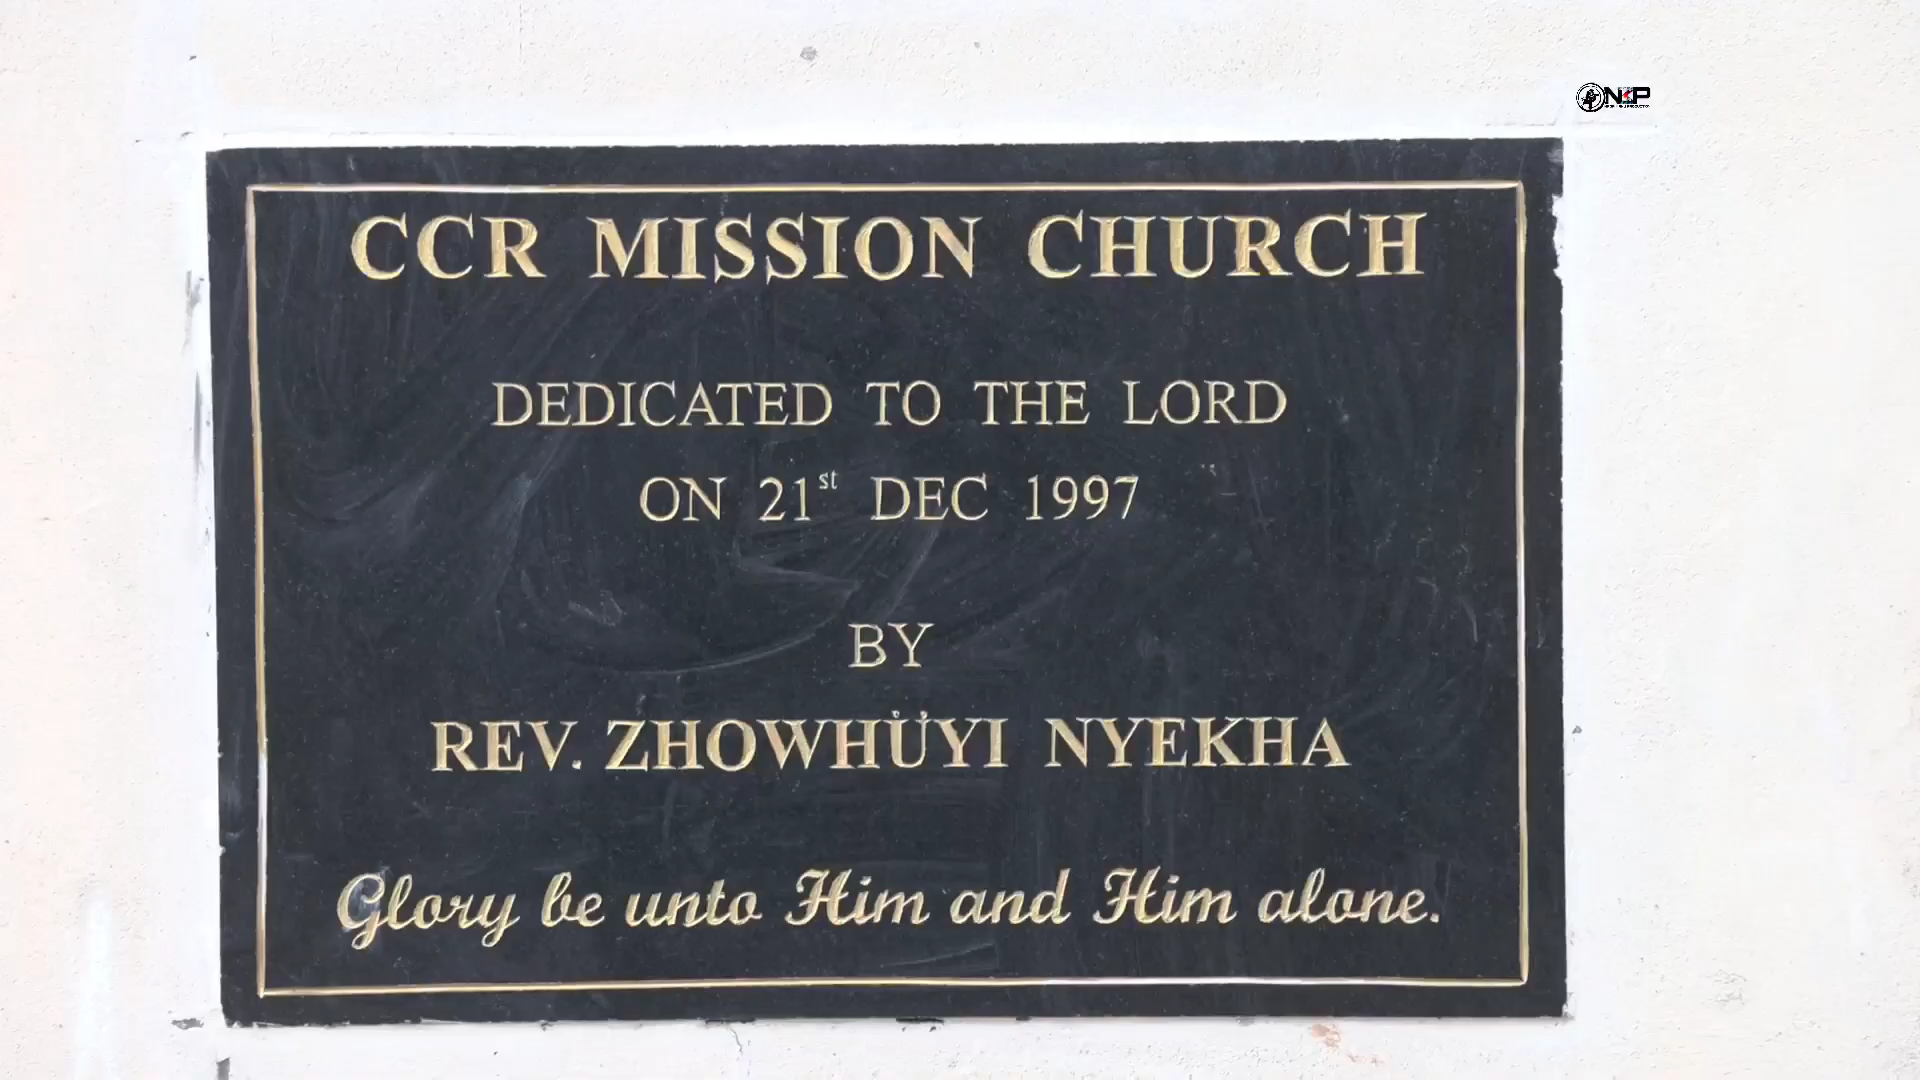 NKP
CCR MISSION CHURCH
DEDICATED TO THE LORD
ON 21st DEC 1997
BY
REV. ZHOWHÜYI NYEKHA
Glory be unto Him and Him alone.